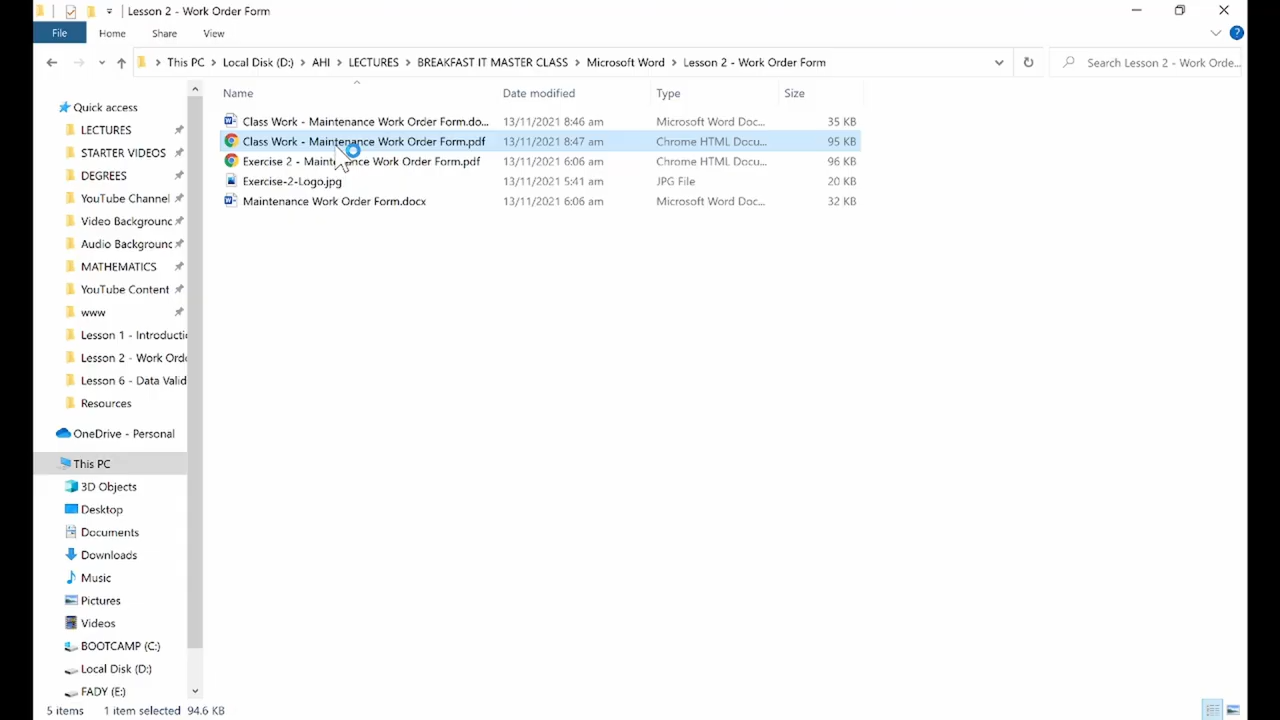 Lesson 2 - Work Order Form
File Home Share View
This PC > Local Disk (D:) > AHI > LECTURES > BREAKFAST IT MASTER CLASS > Microsoft Word > Lesson 2 - Work Order Form
Search Lesson 2 - Work Orde...
Name Date modified Type Size
Class Work - Maintenance Work Order Form.do... 13/11/2021 8:46 am Microsoft Word Doc... 35 KB
Class Work - Maintenance Work Order Form.pdf 13/11/2021 8:47 am Chrome HTML Docu... 95 KB
Exercise 2 - Maintenance Work Order Form.pdf 13/11/2021 6:06 am Chrome HTML Docu... 96 KB
Exercise-2-Logo.jpg 13/11/2021 5:41 am JPG File 20 KB
Maintenance Work Order Form.docx 13/11/2021 6:06 am Microsoft Word Doc... 32 KB
Quick access
LECTURES
STARTER VIDEOS
DEGREES
YouTube Channel
Video Background
Audio Background
MATHEMATICS
YouTube Content
www
Lesson 1 - Introducti
Lesson 2 - Work Orde
Lesson 6 - Data Valid
Resources
OneDrive - Personal
This PC
3D Objects
Desktop
Documents
Downloads
Music
Pictures
Videos
BOOTCAMP (C:)
Local Disk (D:)
FADY (E:)
5 items 1 item selected 94.6 KB